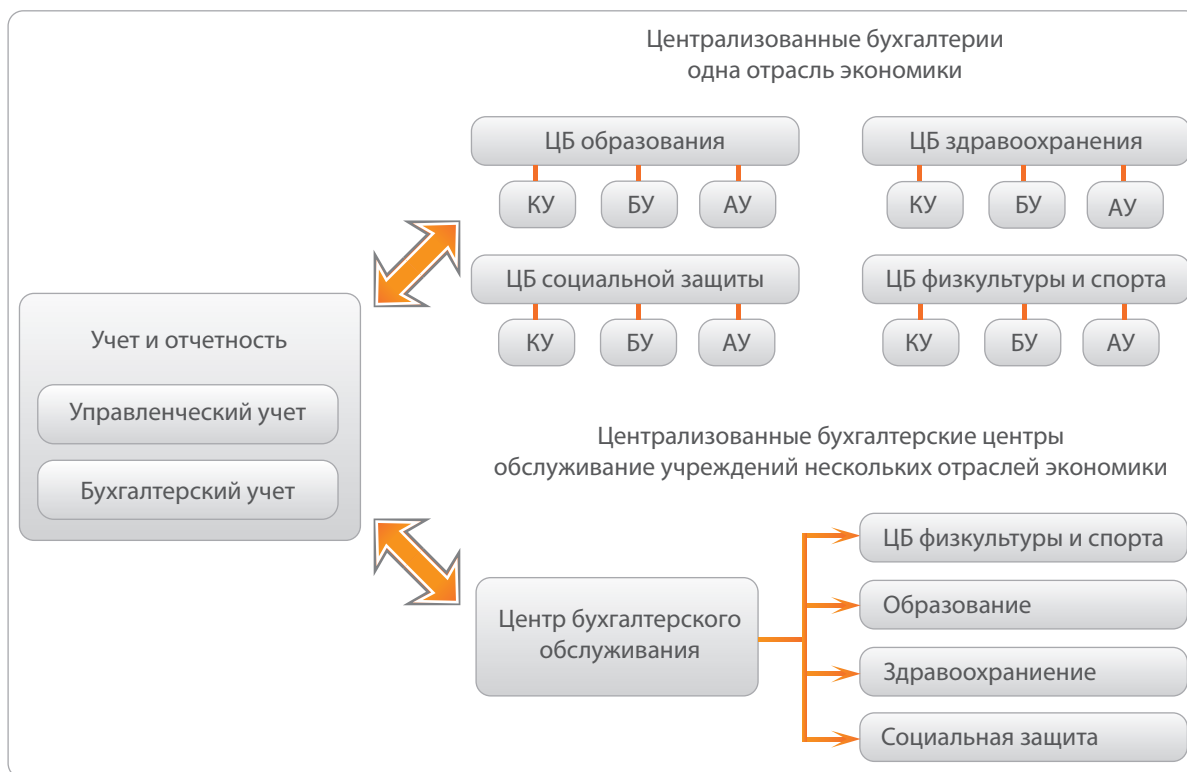 Централизованные бухгалтерии
одна отрасль экономики
ЦБ образования
КУ
БУ
АУ
ЦБ здравоохранения
КУ
БУ
АУ
ЦБ социальной защиты
КУ
БУ
АУ
ЦБ физкультуры и спорта
КУ
БУ
АУ
Учет и отчетность
Управленческий учет
Бухгалтерский учет
Централизованные бухгалтерские центры
обслуживание учреждений нескольких отраслей экономики
Центр бухгалтерского
обслуживания
ЦБ физкультуры и спорта
Образование
Здравоохраниение
Социальная защита